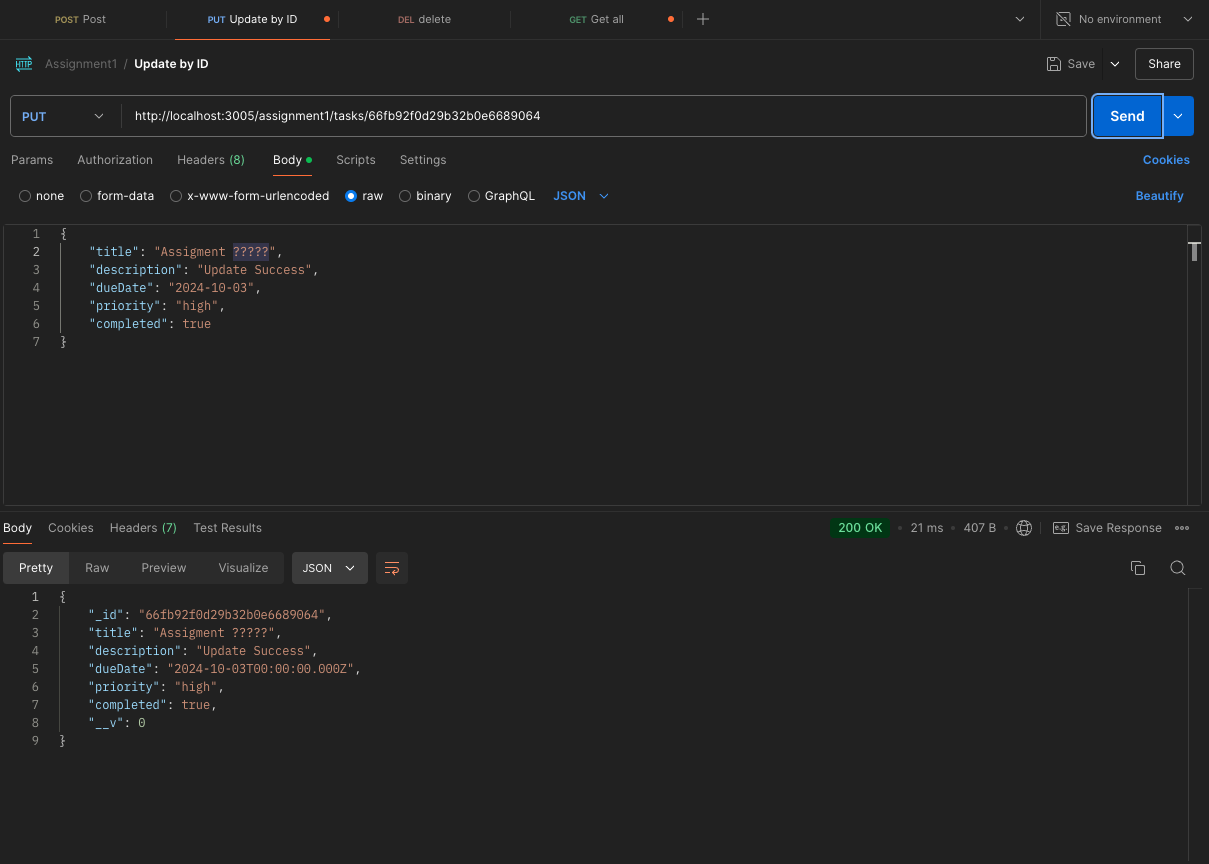 POST Post PUT Update by ID DEL delete GET Get all No environment
HTTP Assignment1 / Update by ID Save Share
PUT http://localhost:3005/assignment1/tasks/66fb92f0d29b32b0e6689064 Send
Params Authorization Headers (8) Body Scripts Settings Cookies
none form-data x-www-form-urlencoded raw binary GraphQL JSON Beautify
1 {
2 "title": "Assigment ?????",
3 "description": "Update Success",
4 "dueDate": "2024-10-03",
5 "priority": "high",
6 "completed": true
7 }
Body Cookies Headers (7) Test Results 200 OK 21 ms 407 B e.g. Save Response
Pretty Raw Preview Visualize JSON
1 {
2 "_id": "66fb92f0d29b32b0e6689064",
3 "title": "Assigment ?????",
4 "description": "Update Success",
5 "dueDate": "2024-10-03T00:00:00.000Z",
6 "priority": "high",
7 "completed": true,
8 "__v": 0
9 }